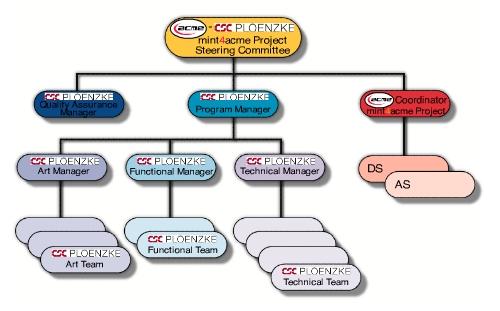 acme - CSC PLOENZKE
mint4acme Project
Steering Committee
CSC PLOENZKE
Quality Assurance
Manager
CSC PLOENZKE
Program Manager
acme Coordinator
mint4acme Project
CSC PLOENZKE
Art Manager
CSC PLOENZKE
Functional Manager
CSC PLOENZKE
Technical Manager
DS
AS
CSC PLOENZKE
Art Team
CSC PLOENZKE
Functional Team
CSC PLOENZKE
Technical Team